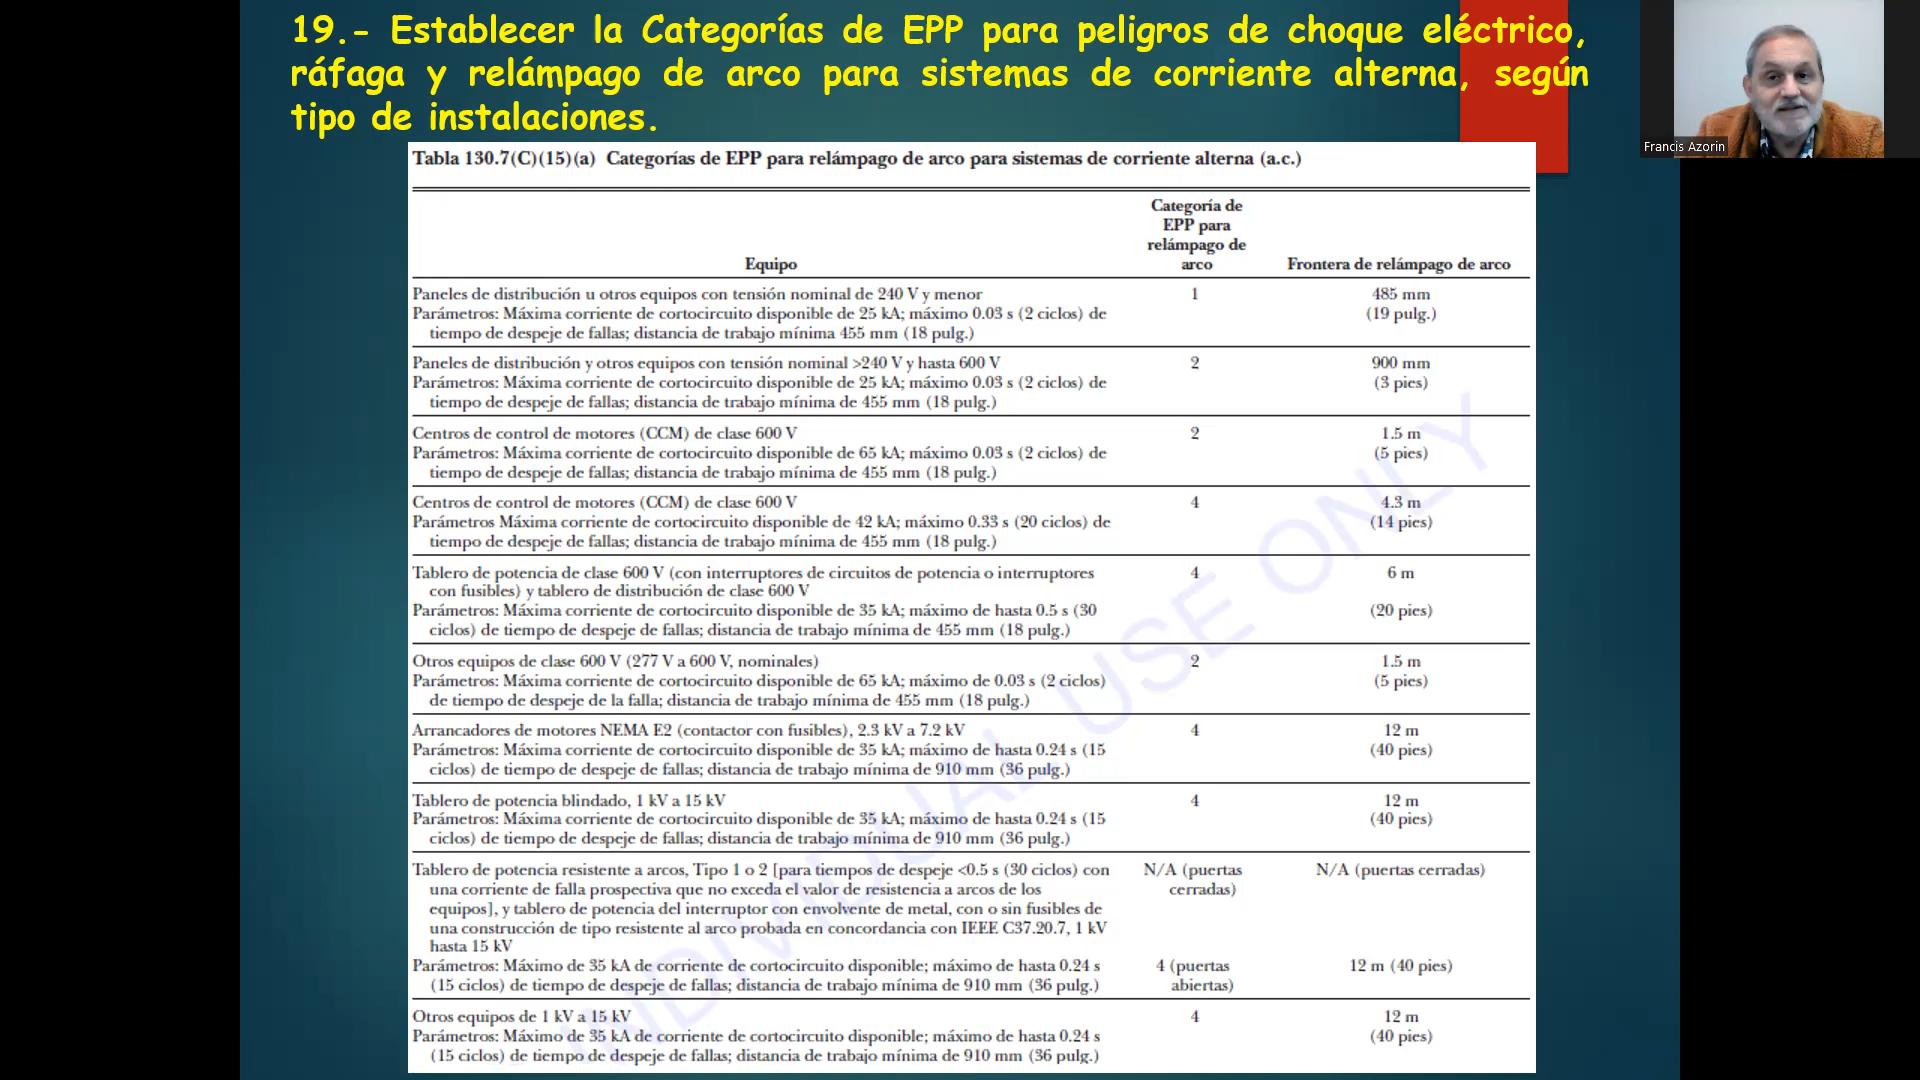 19.- Establecer la Categorías de EPP para peligros de choque eléctrico,
ráfaga y relámpago de arco para sistemas de corriente alterna, según
tipo de instalaciones.
Francis Azorin
Tabla 130.7(C)(15)(a) Categorías de EPP para relámpago de arco para sistemas de corriente alterna (a.c.)
Equipo
Categoría de
EPP para
relámpago de
arco
Frontera de relámpago de arco
Paneles de distribución u otros equipos con tensión nominal de 240 V y menor
1
485 mm
Parámetros: Máxima corriente de cortocircuito disponible de 25 kA; máximo 0.03 s (2 ciclos) de
(19 pulg.)
tiempo de despeje de fallas; distancia de trabajo mínima 455 mm (18 pulg.)
Paneles de distribución y otros equipos con tensión nominal >240 V y hasta 600 V
2
900 mm
Parámetros: Máxima corriente de cortocircuito disponible de 25 kA; máximo 0.03 s (2 ciclos) de
(3 pies)
tiempo de despeje de fallas; distancia de trabajo mínima de 455 mm (18 pulg.)
Centros de control de motores (CCM) de clase 600 V
2
1.5 m
Parámetros: Máxima corriente de cortocircuito disponible de 65 kA; máximo 0.03 s (2 ciclos) de
(5 pies)
tiempo de despeje de fallas; distancia de trabajo mínima de 455 mm (18 pulg.)
Centros de control de motores (CCM) de clase 600 V
4
4.3 m
Parámetros Máxima corriente de cortocircuito disponible de 42 kA; máximo 0.33 s (20 ciclos) de
(14 pies)
tiempo de despeje de fallas; distancia de trabajo mínima de 455 mm (18 pulg.)
Tablero de potencia de clase 600 V (con interruptores de circuitos de potencia o interruptores
4
6 m
con fusibles) y tablero de distribución de clase 600 V
Parámetros: Máxima corriente de cortocircuito disponible de 35 kA; máximo de hasta 0.5 s (30
(20 pies)
ciclos) de tiempo de despeje de fallas; distancia de trabajo mínima de 455 mm (18 pulg.)
Otros equipos de clase 600 V (277 V a 600 V, nominales)
2
1.5 m
Parámetros: Máxima corriente de cortocircuito disponible de 65 kA; máximo de 0.03 s (2 ciclos)
(5 pies)
de tiempo de despeje de la falla; distancia de trabajo mínima de 455 mm (18 pulg.)
Arrancadores de motores NEMA E2 (contactor con fusibles), 2.3 kV a 7.2 kV
4
12 m
Parámetros: Máxima corriente de cortocircuito disponible de 35 kA; máximo de hasta 0.24 s (15
(40 pies)
ciclos) de tiempo de despeje de fallas; distancia de trabajo mínima de 910 mm (36 pulg.)
Tablero de potencia blindado, 1 kV a 15 kV
4
12 m
Parámetros: Máxima corriente de cortocircuito disponible de 35 kA; máximo de hasta 0.24 s (15
(40 pies)
ciclos) de tiempo de despeje de fallas; distancia de trabajo mínima de 910 mm (36 pulg.)
Tablero de potencia resistente a arcos, Tipo 1 o 2 [para tiempos de despeje <0.5 s (30 ciclos) con
N/A (puertas
N/A (puertas cerradas)
una corriente de falla prospectiva que no exceda el valor de resistencia a arcos de los
cerradas)
equipos], y tablero de potencia del interruptor con envolvente de metal, con o sin fusibles de
una construcción de tipo resistente al arco probada en concordancia con IEEE C37.20.7, 1 kV
hasta 15 kV
Parámetros: Máximo de 35 kA de corriente de cortocircuito disponible; máximo de hasta 0.24 s
4 (puertas
12 m (40 pies)
(15 ciclos) de tiempo de despeje de fallas; distancia de trabajo mínima de 910 mm (36 pulg.)
abiertas)
Otros equipos de 1 kV a 15 kV
4
12 m
Parámetros: Máximo de 35 kA de corriente de cortocircuito disponible; máximo de hasta 0.24 s
(40 pies)
(15 ciclos) de tiempo de despeje de fallas; distancia de trabajo mínima de 910 mm (36 pulg.)
INDIVIDUAL USE ONLY